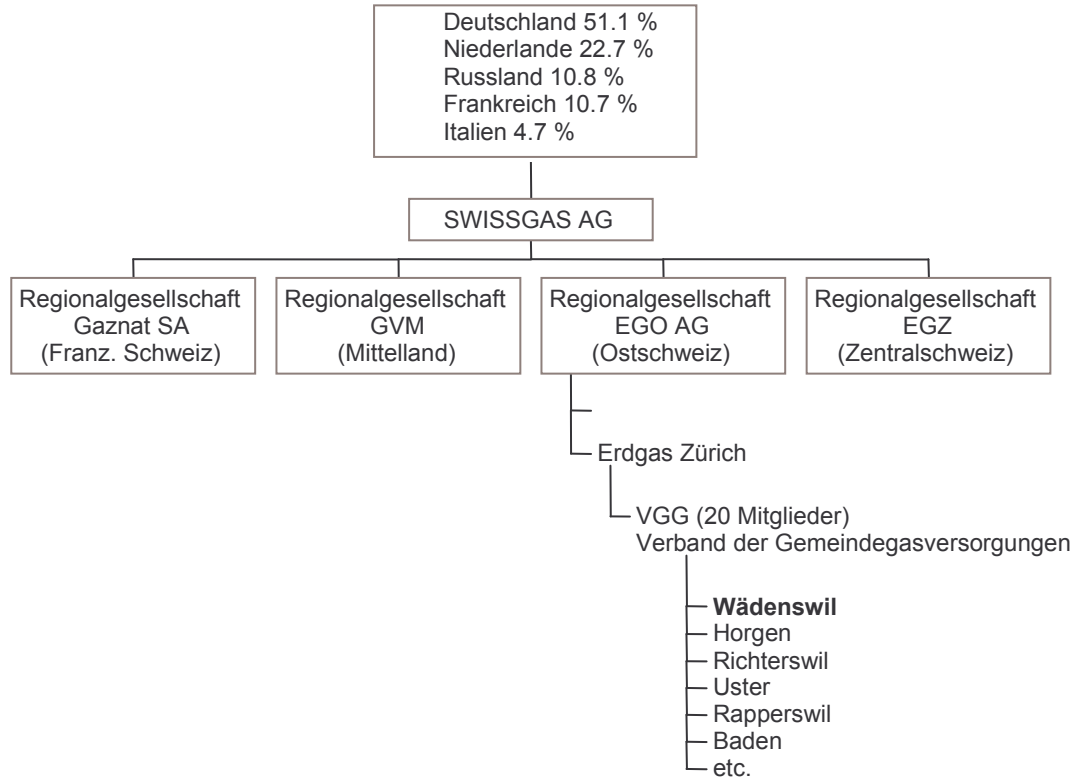 Deutschland 51.1 %
Niederlande 22.7 %
Russland 10.8 %
Frankreich 10.7 %
Italien 4.7 %
SWISSGAS AG
Regionalgesellschaft
Gaznat SA
(Franz. Schweiz)
Regionalgesellschaft
GVM
(Mittelland)
Regionalgesellschaft
EGO AG
(Ostschweiz)
Regionalgesellschaft
EGZ
(Zentralschweiz)
Erdgas Zürich
VGG (20 Mitglieder)
Verband der Gemeindegasversorgungen
Wädenswil
Horgen
Richterswil
Uster
Rapperswil
Baden
etc.